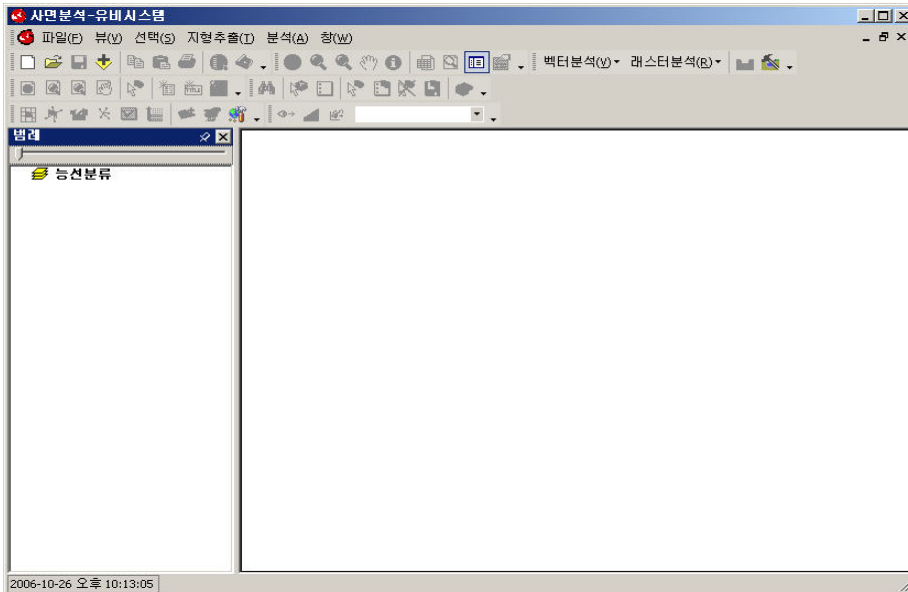 사면분석-유비시스템
파일(F) 뷰(V) 선택(S) 지형추출(T) 분석(A) 창(W)
벡터분석(V) 래스터분석(R)
범례
능선분류
2006-10-26 오후 10:13:05